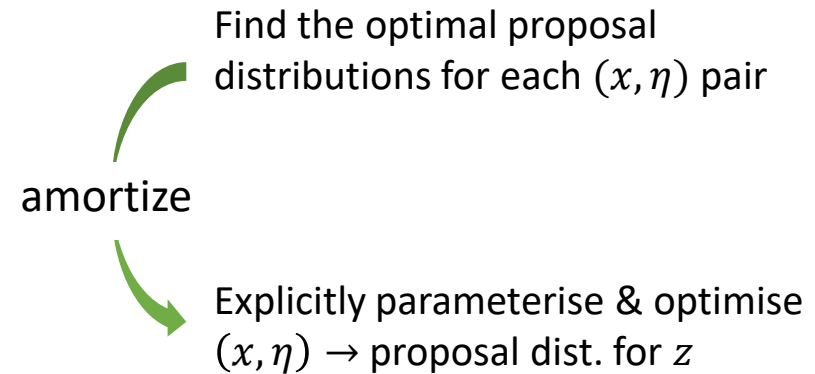 Find the optimal proposal
distributions for each (x, η) pair
amortize
Explicitly parameterise & optimise
(x, η) → proposal dist. for z